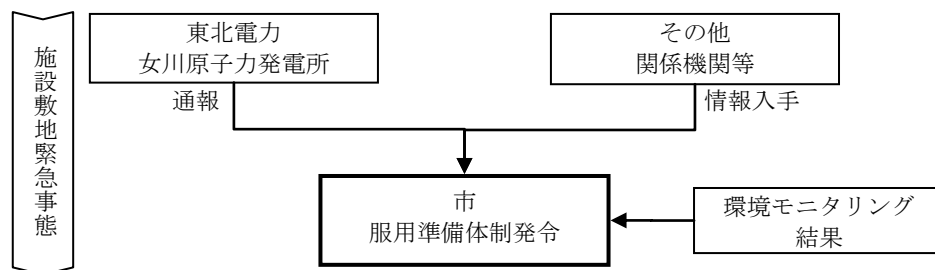 施設敷地緊急事態
東北電力
女川原子力発電所
その他
関係機関等
通報
情報入手
市
服用準備体制発令
環境モニタリング
結果